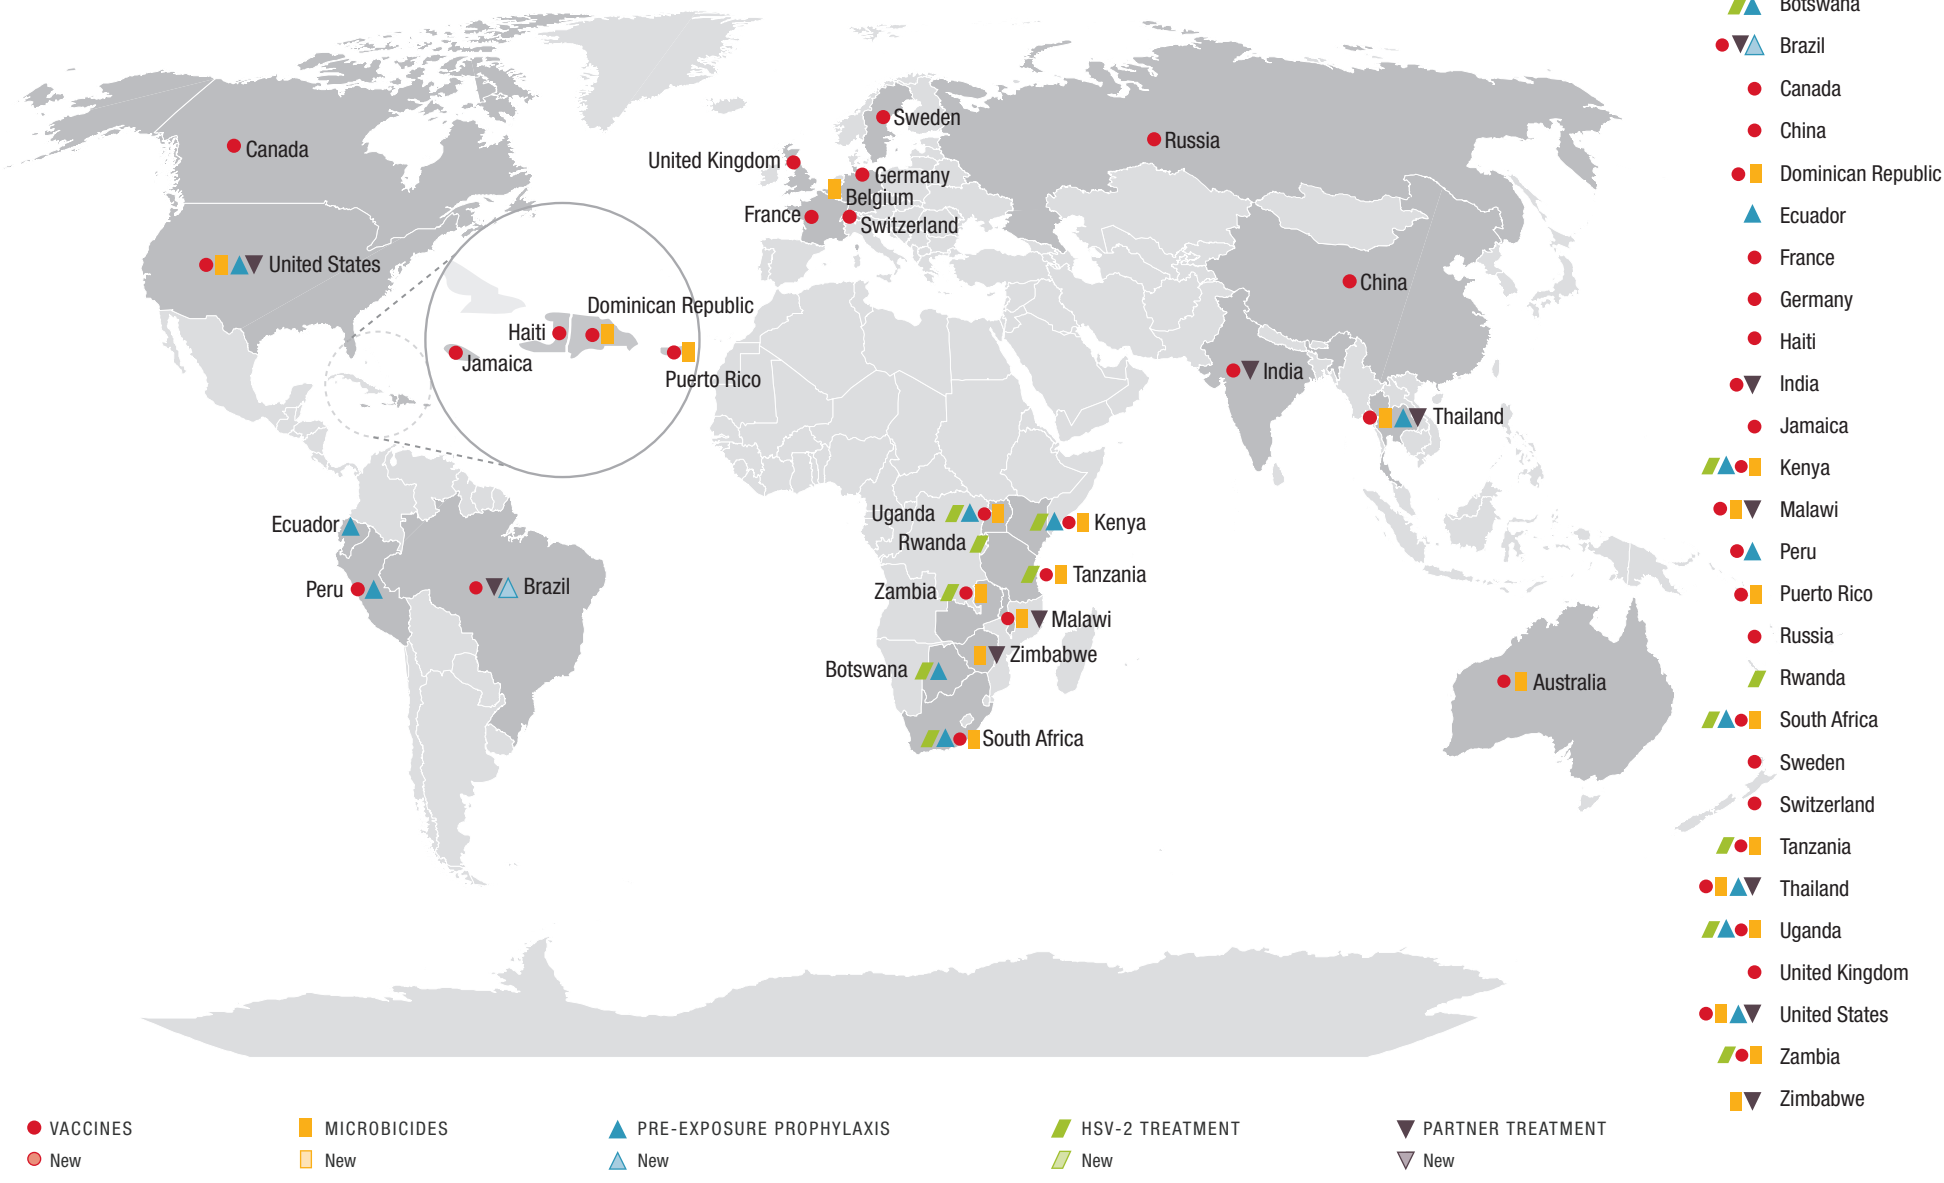 Canada
United States
Haiti
Dominican Republic
Jamaica
Puerto Rico
Ecuador
Peru
Brazil
Sweden
United Kingdom
Germany
Belgium
France
Switzerland
Russia
China
India
Thailand
Uganda
Kenya
Rwanda
Tanzania
Zambia
Malawi
Zimbabwe
Botswana
South Africa
Australia
Botswana
Brazil
Canada
China
Dominican Republic
Ecuador
France
Germany
Haiti
India
Jamaica
Kenya
Malawi
Peru
Puerto Rico
Russia
Rwanda
South Africa
Sweden
Switzerland
Tanzania
Thailand
Uganda
United Kingdom
United States
Zambia
Zimbabwe
VACCINES
New
MICROBICIDES
New
PRE-EXPOSURE PROPHYLAXIS
New
HSV-2 TREATMENT
New
PARTNER TREATMENT
New